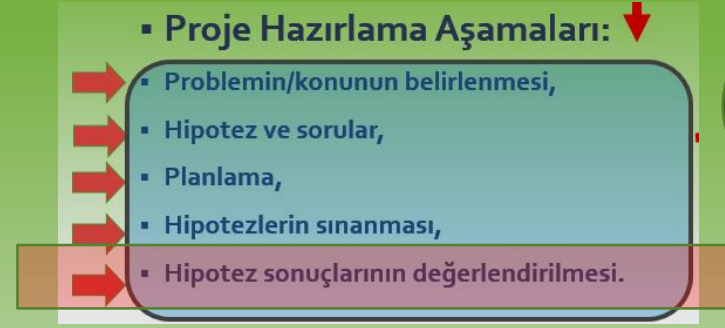 ▪ Proje Hazırlama Aşamaları:
▪ Problemin/konunun belirlenmesi,
▪ Hipotez ve sorular,
▪ Planlama,
▪ Hipotezlerin sınanması,
▪ Hipotez sonuçlarının değerlendirilmesi.